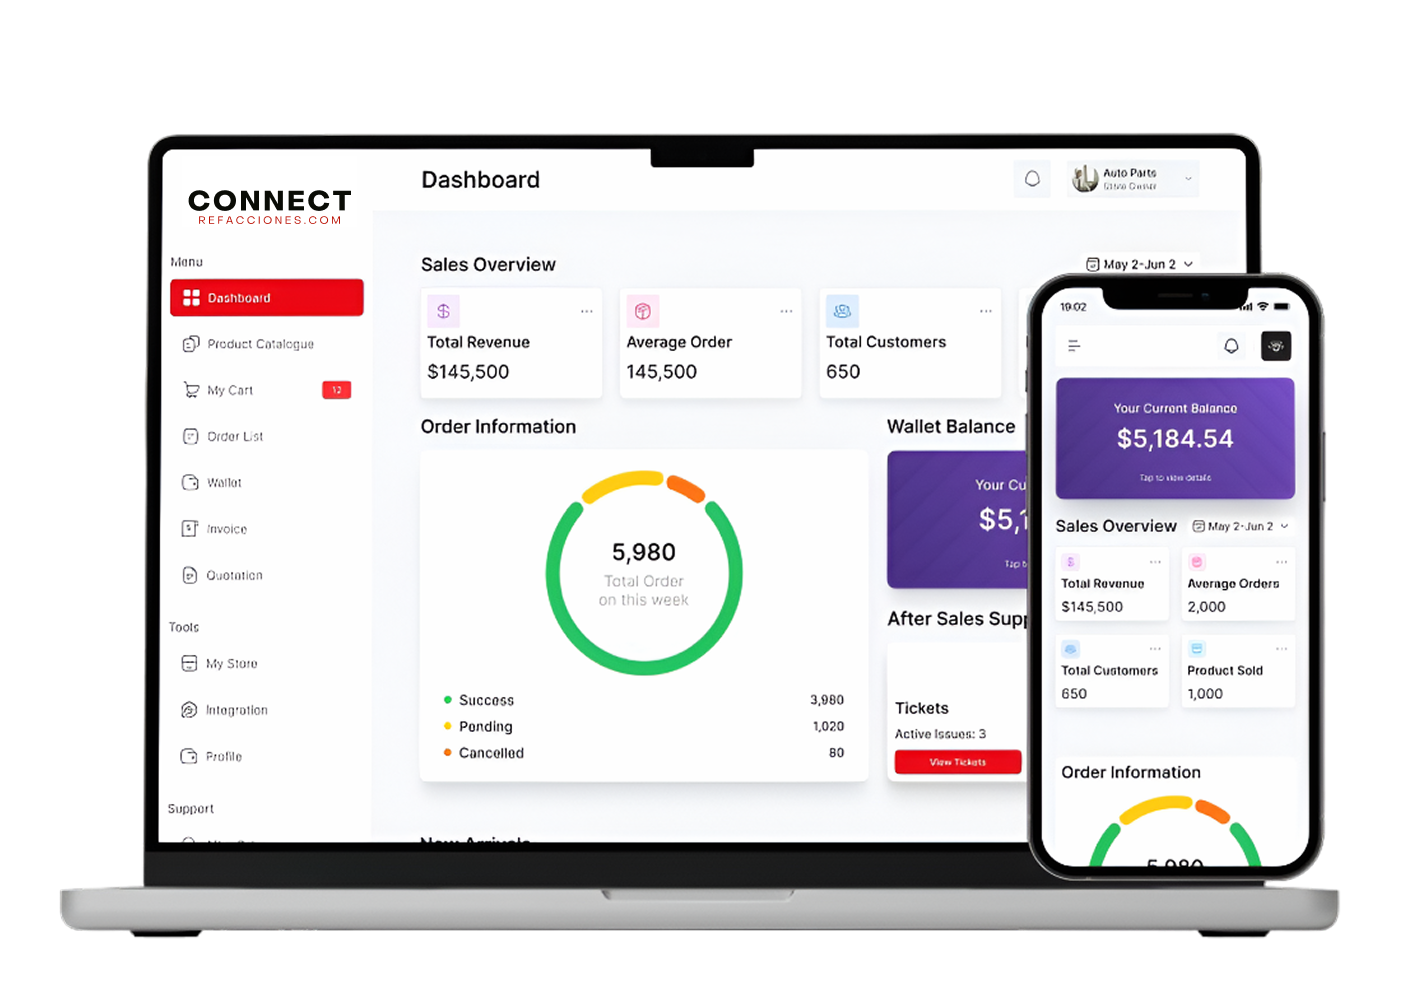 CONNECT
REFACCIONES.COM
Menu
Dashboard
Product Catalogue
My Cart
12
Order List
Wallet
Invoice
Quotation
Tools
My Store
Integration
Profile
Support
Dashboard
Auto Parts
Sales Overview
May 2-Jun 2
Total Revenue
$145,500
Average Order
145,500
Total Customers
650
Order Information
5,980
Total Order
on this week
Success 3,980
Pending 1,020
Cancelled 80
Wallet Balance
Your Cu
$5,1
Tap t
After Sales Supp
Tickets
Active Issues: 3
View Tickets
New Arrivals
19:02
Your Current Balance
$5,184.54
Tap to view details
Sales Overview
May 2-Jun 2
Total Revenue
$145,500
Average Orders
2,000
Total Customers
650
Product Sold
1,000
Order Information
5,980